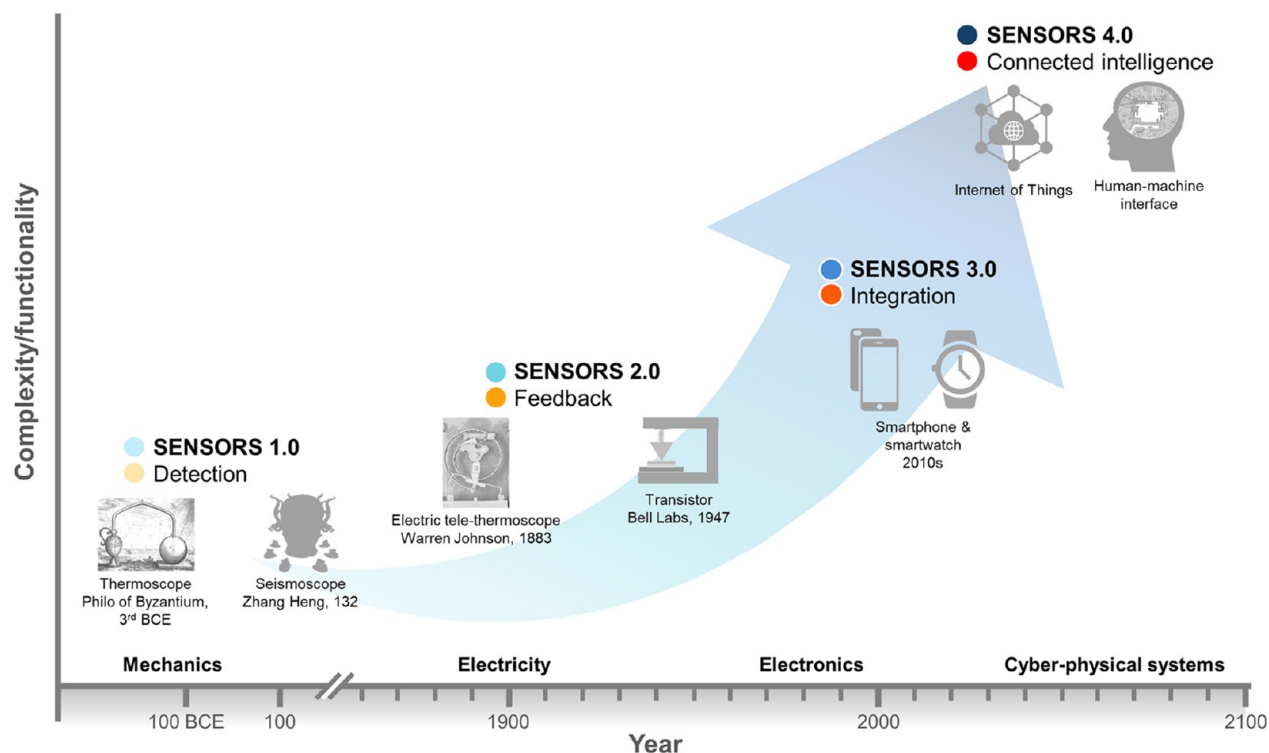 SENSORS 4.0
Connected intelligence
Internet of Things
Human-machine
interface
SENSORS 3.0
Integration
Smartphone &
smartwatch
2010s
SENSORS 2.0
Feedback
Electric tele-thermoscope
Warren Johnson, 1883
Transistor
Bell Labs, 1947
SENSORS 1.0
Detection
Thermoscope
Philo of Byzantium,
3rd BCE
Seismoscope
Zhang Heng, 132
Complexity/functionality
Mechanics
Electricity
Electronics
Cyber-physical systems
100 BCE
100
1900
2000
2100
Year